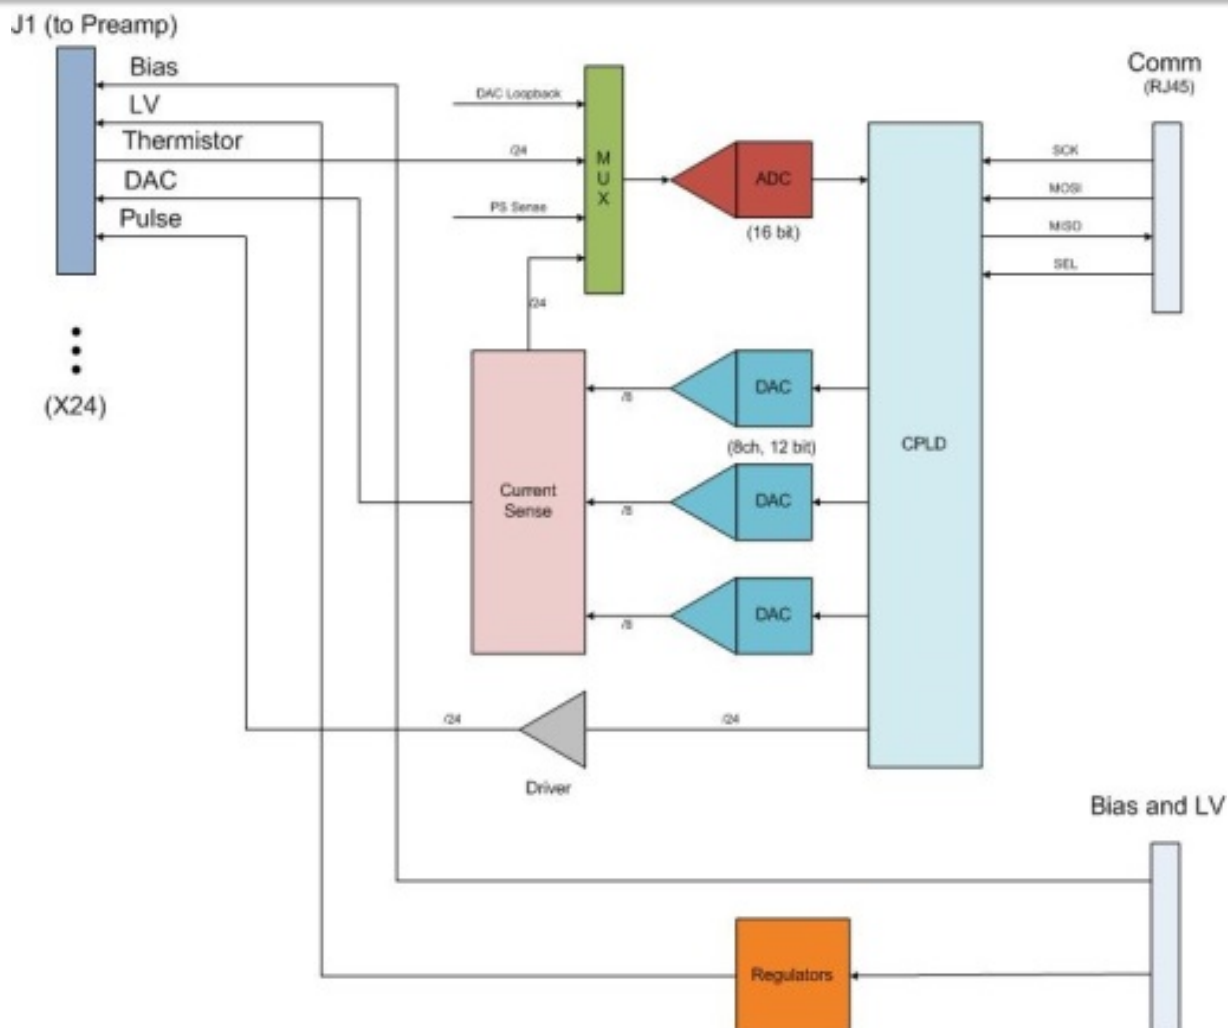 J1 (to Preamp)
Bias
LV
Thermistor
DAC
Pulse
(X24)
DAC Loopback
/24
PS Sense
/24
MUX
ADC
(16 bit)
Comm
(RJ45)
SCK
MOSI
MISO
SEL
CPLD
Current
Sense
DAC
/8
(8ch, 12 bit)
DAC
/8
DAC
/8
/24
/24
Driver
Bias and LV
Regulators